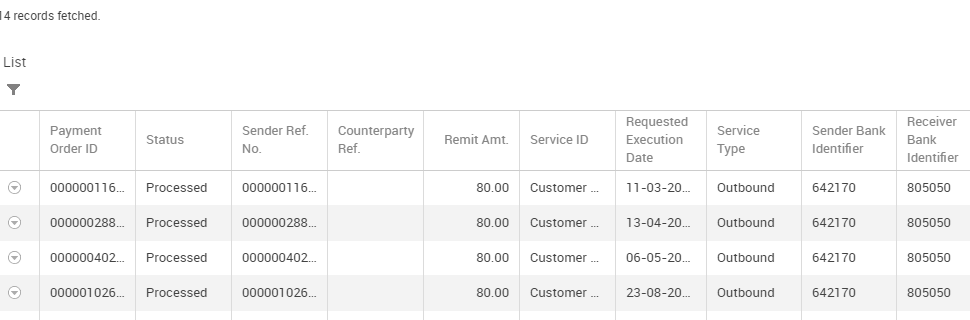 14 records fetched.
List
Payment Order ID Status Sender Ref. No. Counterparty Ref. Remit Amt. Service ID Requested Execution Date Service Type Sender Bank Identifier Receiver Bank Identifier
000000116... Processed 000000116... 80.00 Customer ... 11-03-20... Outbound 642170 805050
000000288... Processed 000000288... 80.00 Customer ... 13-04-20... Outbound 642170 805050
000000402... Processed 000000402... 80.00 Customer ... 06-05-20... Outbound 642170 805050
000001026... Processed 000001026... 80.00 Customer ... 23-08-20... Outbound 642170 805050